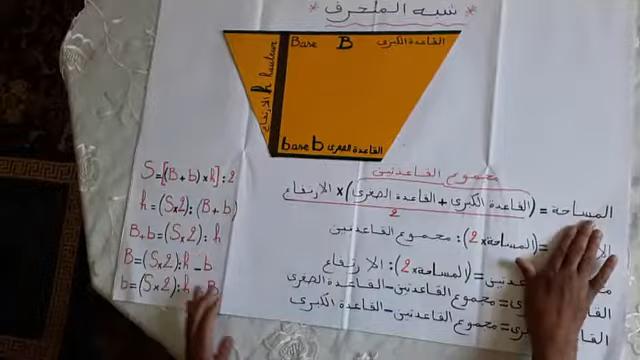 * شبه المنحرف *
Base B القاعدة الكبرى
الارتفاع h hauteur
base b القاعدة الصغرى
S=[(B+b)×h]:2
h=(S×2):(B+b)
B+b=(S×2):h
B=(S×2):h-b
b=(S×2):h-B
مجموع القاعدتين
المساحة=(القاعدة الكبرى+القاعدة الصغرى)×الارتفاع
2
=(المساحة×2): مجموع القاعدتين
=(المساحة×2): الارتفاع
=مجموع القاعدتين-القاعدة الصغرى
=مجموع القاعدتين-القاعدة الكبرى